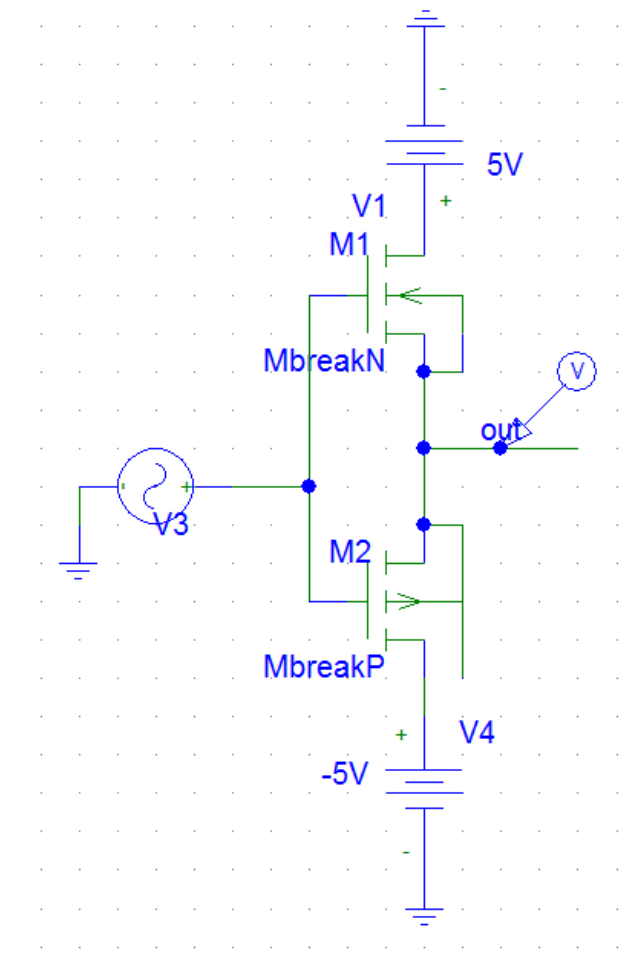 -
5V
+
V1
M1
MbreakN
V
out
- +
V3
M2
MbreakP
+
V4
-5V
-